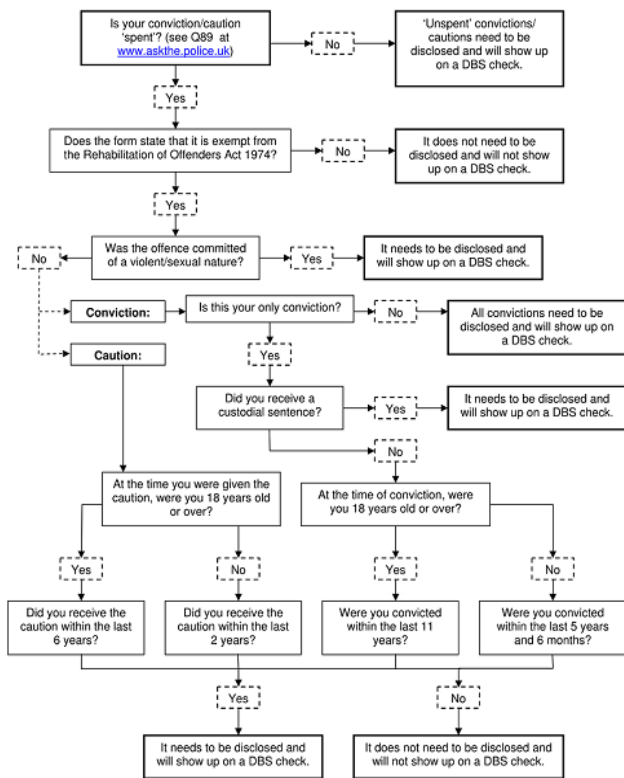 Is your conviction/caution
‘spent’? (see Q89 at
www.askthe.police.uk)
No
‘Unspent’ convictions/
cautions need to be
disclosed and will show up
on a DBS check.
Yes
Does the form state that it is exempt from
the Rehabilitation of Offenders Act 1974?
No
It does not need to be
disclosed and will not show
up on a DBS check.
Yes
No
Was the offence committed
of a violent/sexual nature?
Yes
It needs to be disclosed and
will show up on a DBS check.
Conviction:
Is this your only conviction?
No
All convictions need to be
disclosed and will show up on
a DBS check.
Caution:
Yes
Did you receive a
custodial sentence?
Yes
It needs to be disclosed and
will show up on a DBS check.
No
At the time you were given the
caution, were you 18 years old
or over?
At the time of conviction, were
you 18 years old or over?
Yes
No
Yes
No
Did you receive the
caution within the last
6 years?
Did you receive the
caution within the last
2 years?
Were you convicted
within the last 11
years?
Were you convicted
within the last 5 years
and 6 months?
Yes
No
It needs to be disclosed and
will show up on a DBS check.
It does not need to be disclosed and
will not show up on a DBS check.